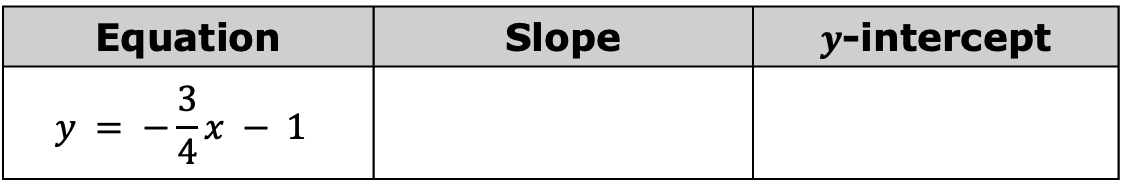 Equation Slope y-intercept
y = −3/4x − 1